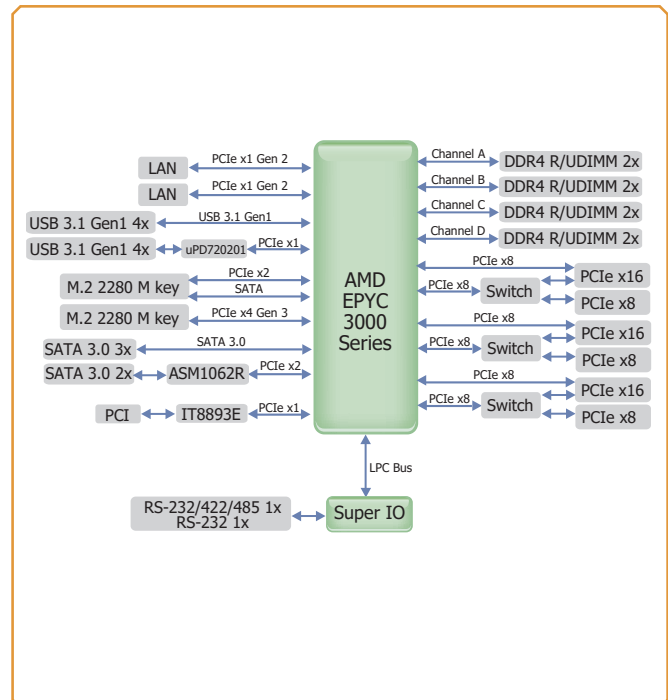 LAN
PCIe x1 Gen 2
LAN
PCIe x1 Gen 2
USB 3.1 Gen1 4x
USB 3.1 Gen1
USB 3.1 Gen1 4x
uPD720201
PCIe x1
M.2 2280 M key
PCIe x2
SATA
M.2 2280 M key
PCIe x4 Gen 3
SATA 3.0 3x
SATA 3.0
SATA 3.0 2x
ASM1062R
PCIe x2
PCI
IT8893E
PCIe x1
AMD
EPYC
3000
Series
Channel A
DDR4 R/UDIMM 2x
Channel B
DDR4 R/UDIMM 2x
Channel C
DDR4 R/UDIMM 2x
Channel D
DDR4 R/UDIMM 2x
PCIe x8
PCIe x16
PCIe x8
Switch
PCIe x8
PCIe x8
PCIe x16
PCIe x8
Switch
PCIe x8
PCIe x8
PCIe x16
PCIe x8
Switch
PCIe x8
LPC Bus
RS-232/422/485 1x
RS-232 1x
Super IO